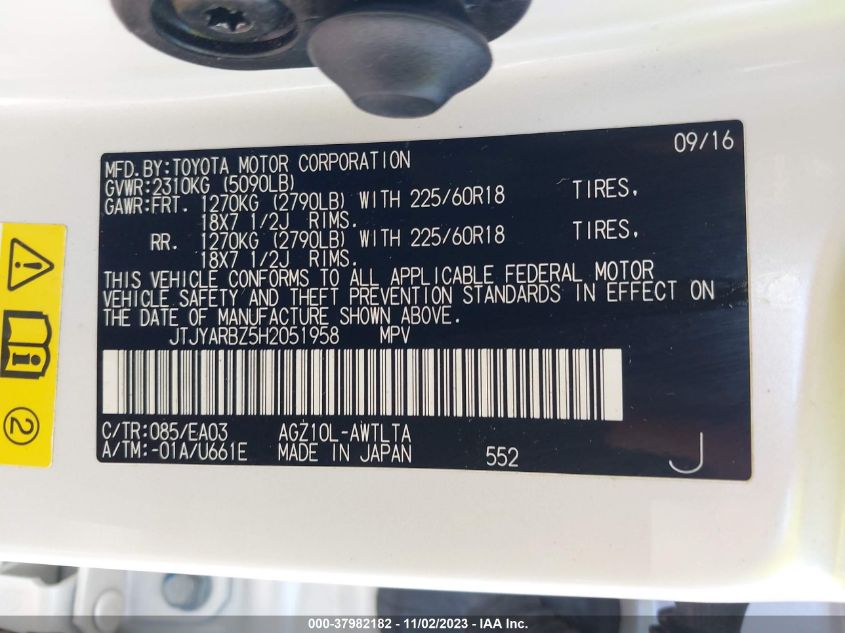 09/16
MFD.BY:TOYOTA MOTOR CORPORATION
GVWR:2310KG (5090LB)
GAWR:FRT. 1270KG (2790LB) WITH 225/60R18 TIRES,
18X7 1/2J RIMS.
RR. 1270KG (2790LB) WITH 225/60R18 TIRES,
18X7 1/2J RIMS.
THIS VEHICLE CONFORMS TO ALL APPLICABLE FEDERAL MOTOR
VEHICLE SAFETY AND THEFT PREVENTION STANDARDS IN EFFECT ON
THE DATE OF MANUFACTURE SHOWN ABOVE.
JTJYARBZ5H2051958 MPV
C/TR:085/EA03 AGZ10L-AWTLTA
A/TM:-01A/U661E MADE IN JAPAN 552 J
2
000-37982182 - 11/02/2023 - IAA Inc.